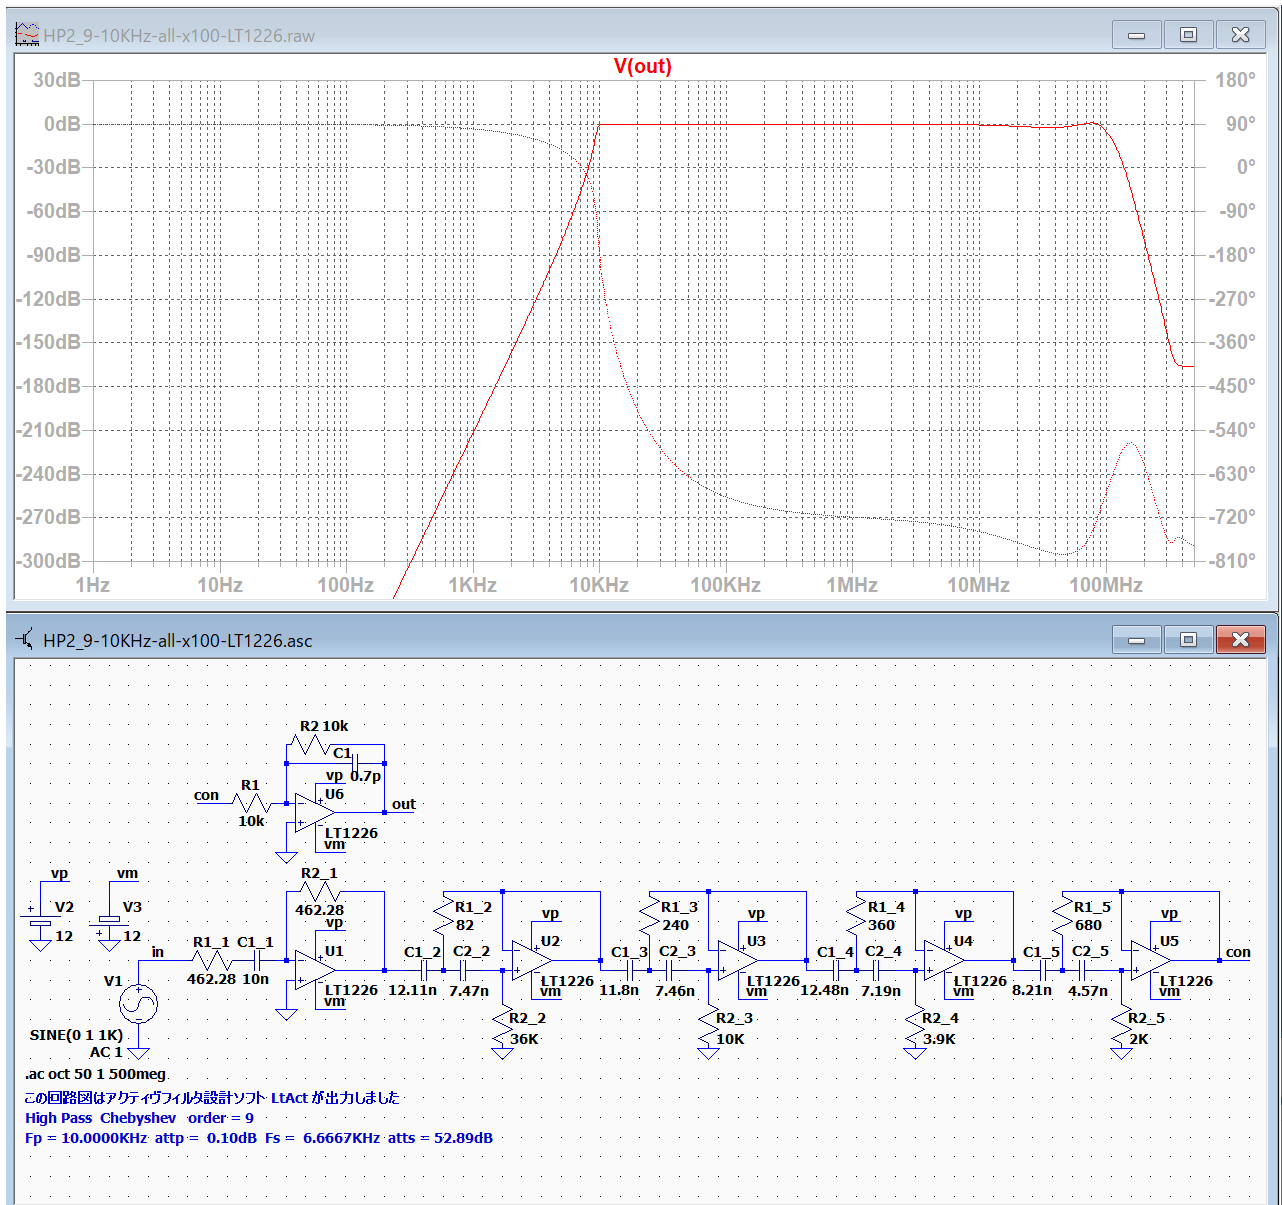 HP2_9-10KHz-all-x100-LT1226.raw
V(out)
30dB 180°
0dB 90°
-30dB 0°
-60dB -90°
-90dB -180°
-120dB -270°
-150dB -360°
-180dB -450°
-210dB -540°
-240dB -630°
-270dB -720°
-300dB -810°
1Hz 10Hz 100Hz 1KHz 10KHz 100KHz 1MHz 10MHz 100MHz
HP2_9-10KHz-all-x100-LT1226.asc
R2 10k
C1
vp 0.7p
R1 U6
con
out
10k
LT1226
vm
R2_1
vp vm
462.28
V2 V3
12 12
vp
in
R1_1 C1_1 U1
462.28 10n
LT1226
vm
V1
SINE(0 1 1K)
AC 1
R1_2
82
vp
C1_2 C2_2 U2
12.11n 7.47n
LT1226
vm
R2_2
36K
R1_3
240
vp
C1_3 C2_3 U3
11.8n 7.46n
LT1226
vm
R2_3
10K
R1_4
360
vp
C1_4 C2_4 U4
12.48n 7.19n
LT1226
vm
R2_4
3.9K
R1_5
680
vp
C1_5 C2_5 U5
con
8.21n 4.57n
LT1226
vm
R2_5
2K
.ac oct 50 1 500meg
この回路図はアクティヴフィルタ設計ソフト LtAct が出力しました
High Pass Chebyshev order = 9
Fp = 10.0000KHz attp = 0.10dB Fs = 6.6667KHz atts = 52.89dB